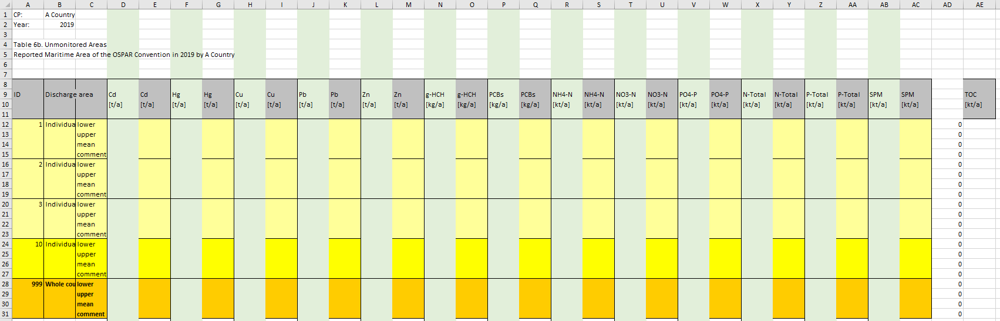 A B C D E F G H I J K L M N O P Q R S T U V W X Y Z AA AB AC AD AE
1 CP: A Country
2 Year: 2019
3
4 Table 6b. Unmonitored Areas
5 Reported Maritime Area of the OSPAR Convention in 2019 by A Country
6
7
8
9 ID Discharge area Cd Cd Hg Hg Cu Cu Pb Pb Zn Zn g-HCH g-HCH PCBs PCBs NH4-N NH4-N NO3-N NO3-N PO4-P PO4-P N-Total N-Total P-Total P-Total SPM SPM TOC
10 [t/a] [t/a] [t/a] [t/a] [t/a] [t/a] [t/a] [t/a] [t/a] [t/a] [kg/a] [kg/a] [kg/a] [kg/a] [kt/a] [kt/a] [kt/a] [kt/a] [kt/a] [kt/a] [kt/a] [kt/a] [kt/a] [kt/a] [kt/a] [kt/a] [kt/a]
11
12 1 Individua lower 0
13 upper 0
14 mean 0
15 comment 0
16 2 Individua lower 0
17 upper 0
18 mean 0
19 comment 0
20 3 Individua lower 0
21 upper 0
22 mean 0
23 comment 0
24 10 Individua lower 0
25 upper 0
26 mean 0
27 comment 0
28 999 Whole cou lower 0
29 upper 0
30 mean 0
31 comment 0